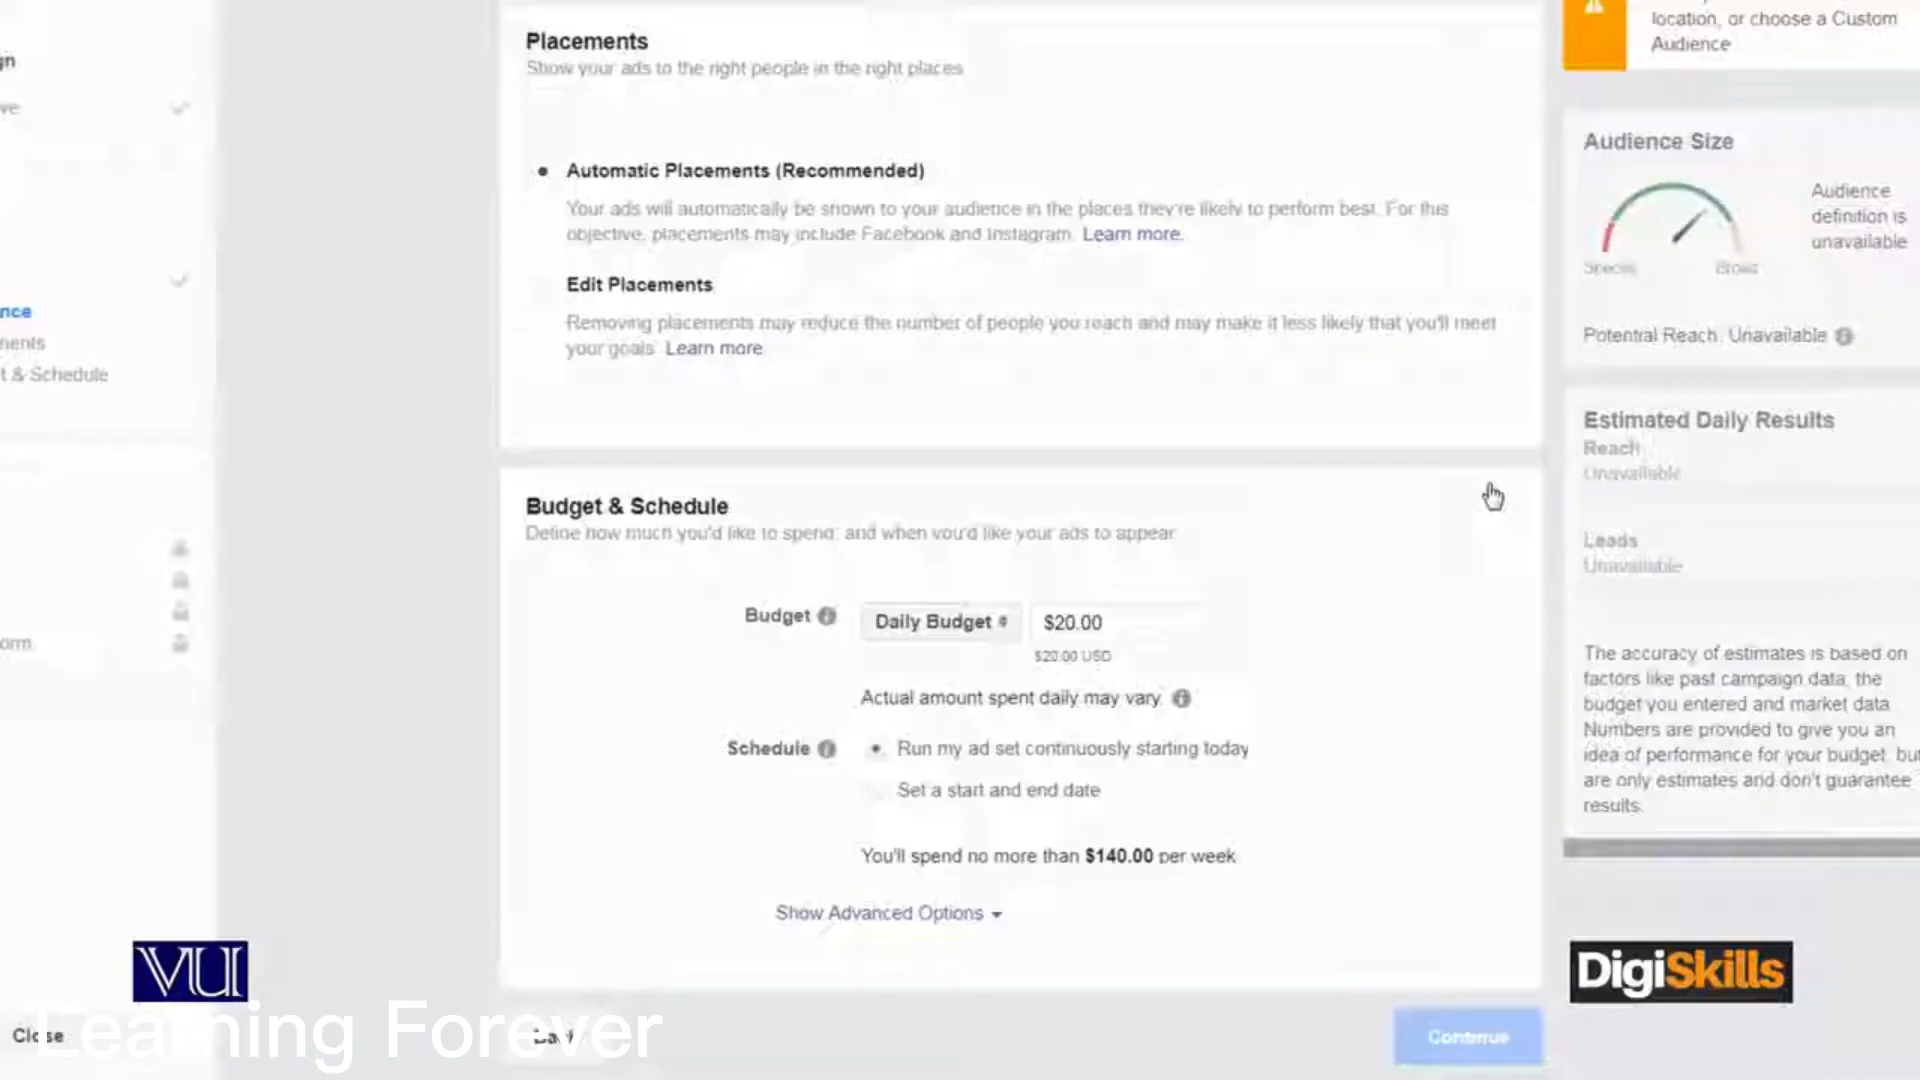 gn
ve
nce
nents
t & Schedule
orm
Close
Placements
Show your ads to the right people in the right places
Automatic Placements (Recommended)
Your ads will automatically be shown to your audience in the places they're likely to perform best. For this
objective, placements may include Facebook and Instagram. Learn more.
Edit Placements
Removing placements may reduce the number of people you reach and may make it less likely that you'll meet
your goals. Learn more
Budget & Schedule
Define how much you'd like to spend, and when you'd like your ads to appear
Budget
Daily Budget
$20.00
$20.00 USD
Actual amount spent daily may vary
Schedule
Run my ad set continuously starting today
Set a start and end date
You'll spend no more than $140.00 per week
Show Advanced Options
Back
Continue
location, or choose a Custom
Audience
Audience Size
Specific
Broad
Audience
definition is
unavailable
Potential Reach: Unavailable
Estimated Daily Results
Reach
Unavailable
Leads
Unavailable
The accuracy of estimates is based on
factors like past campaign data, the
budget you entered and market data
Numbers are provided to give you an
idea of performance for your budget, but
are only estimates and don't guarantee
results.
VU
DigiSkills
Learning Forever